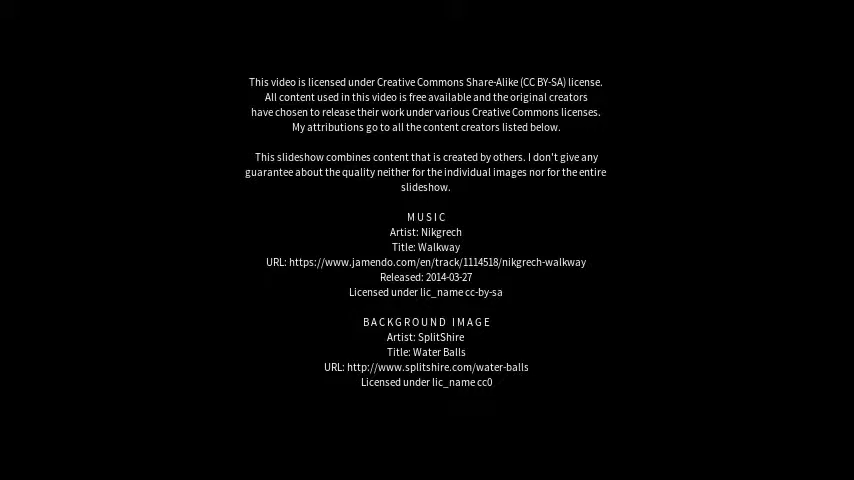 This video is licensed under Creative Commons Share-Alike (CC BY-SA) license.
All content used in this video is free available and the original creators
have chosen to release their work under various Creative Commons licenses.
My attributions go to all the content creators listed below.
This slideshow combines content that is created by others. I don't give any
guarantee about the quality neither for the individual images nor for the entire
slideshow.
MUSIC
Artist: Nikgrech
Title: Walkway
URL: https://www.jamendo.com/en/track/1114518/nikgrech-walkway
Released: 2014-03-27
Licensed under lic_name cc-by-sa
BACKGROUND IMAGE
Artist: SplitShire
Title: Water Balls
URL: http://www.splitshire.com/water-balls
Licensed under lic_name cc0